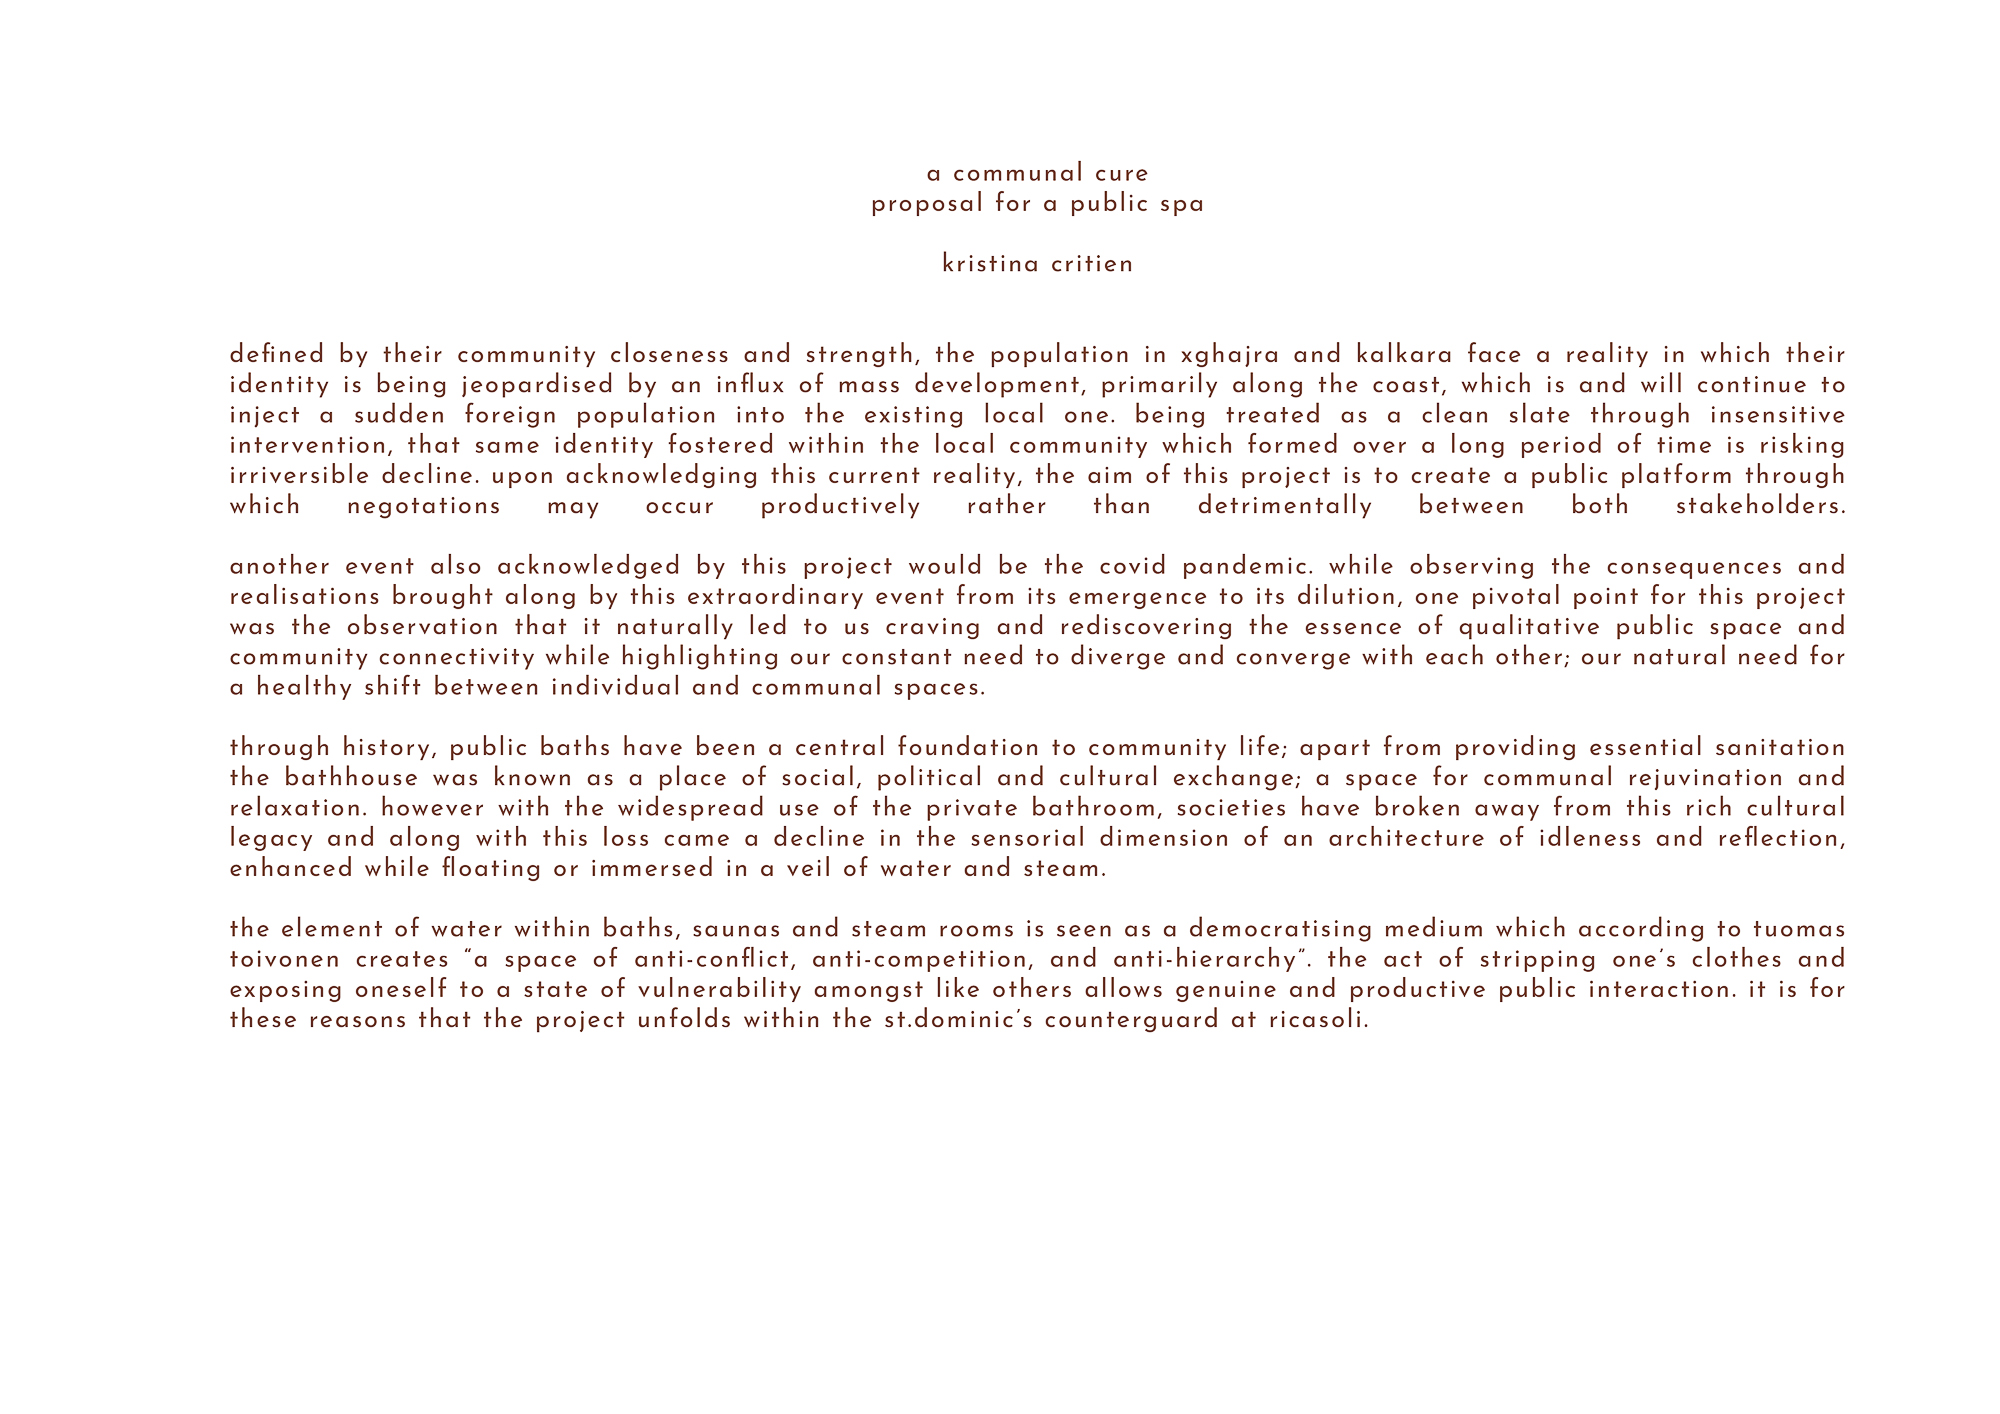 a communal cure
proposal for a public spa
kristina critien
defined by their community closeness and strength, the population in xghajra and kalkara face a reality in which their
identity is being jeopardised by an influx of mass development, primarily along the coast, which is and will continue to
inject a sudden foreign population into the existing local one. being treated as a clean slate through insensitive
intervention, that same identity fostered within the local community which formed over a long period of time is risking
irriversible decline. upon acknowledging this current reality, the aim of this project is to create a public platform through
which negotations may occur productively rather than detrimentally between both stakeholders.
another event also acknowledged by this project would be the covid pandemic. while observing the consequences and
realisations brought along by this extraordinary event from its emergence to its dilution, one pivotal point for this project
was the observation that it naturally led to us craving and rediscovering the essence of qualitative public space and
community connectivity while highlighting our constant need to diverge and converge with each other; our natural need for
a healthy shift between individual and communal spaces.
through history, public baths have been a central foundation to community life; apart from providing essential sanitation
the bathhouse was known as a place of social, political and cultural exchange; a space for communal rejuvination and
relaxation. however with the widespread use of the private bathroom, societies have broken away from this rich cultural
legacy and along with this loss came a decline in the sensorial dimension of an architecture of idleness and reflection,
enhanced while floating or immersed in a veil of water and steam.
the element of water within baths, saunas and steam rooms is seen as a democratising medium which according to tuomas
toivonen creates “a space of anti-conflict, anti-competition, and anti-hierarchy”. the act of stripping one’s clothes and
exposing oneself to a state of vulnerability amongst like others allows genuine and productive public interaction. it is for
these reasons that the project unfolds within the st.dominic’s counterguard at ricasoli.